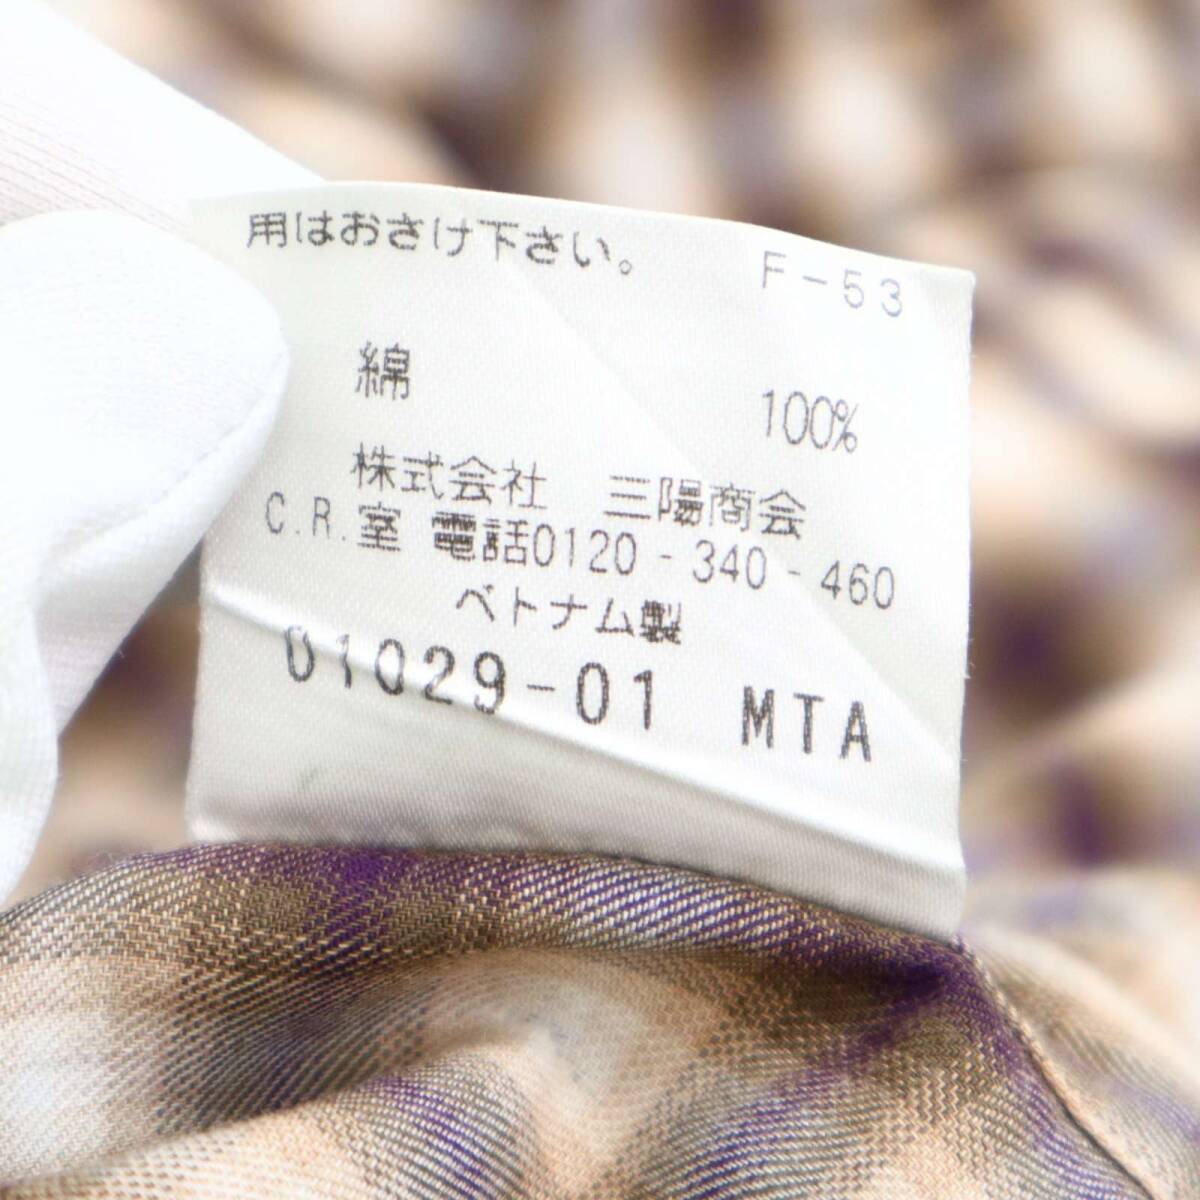 用はおさけ下さい。 F-53
綿 100%
株式会社 三陽商会
C.R.室 電話0120-340-460
ベトナム製
01029-01 MTA